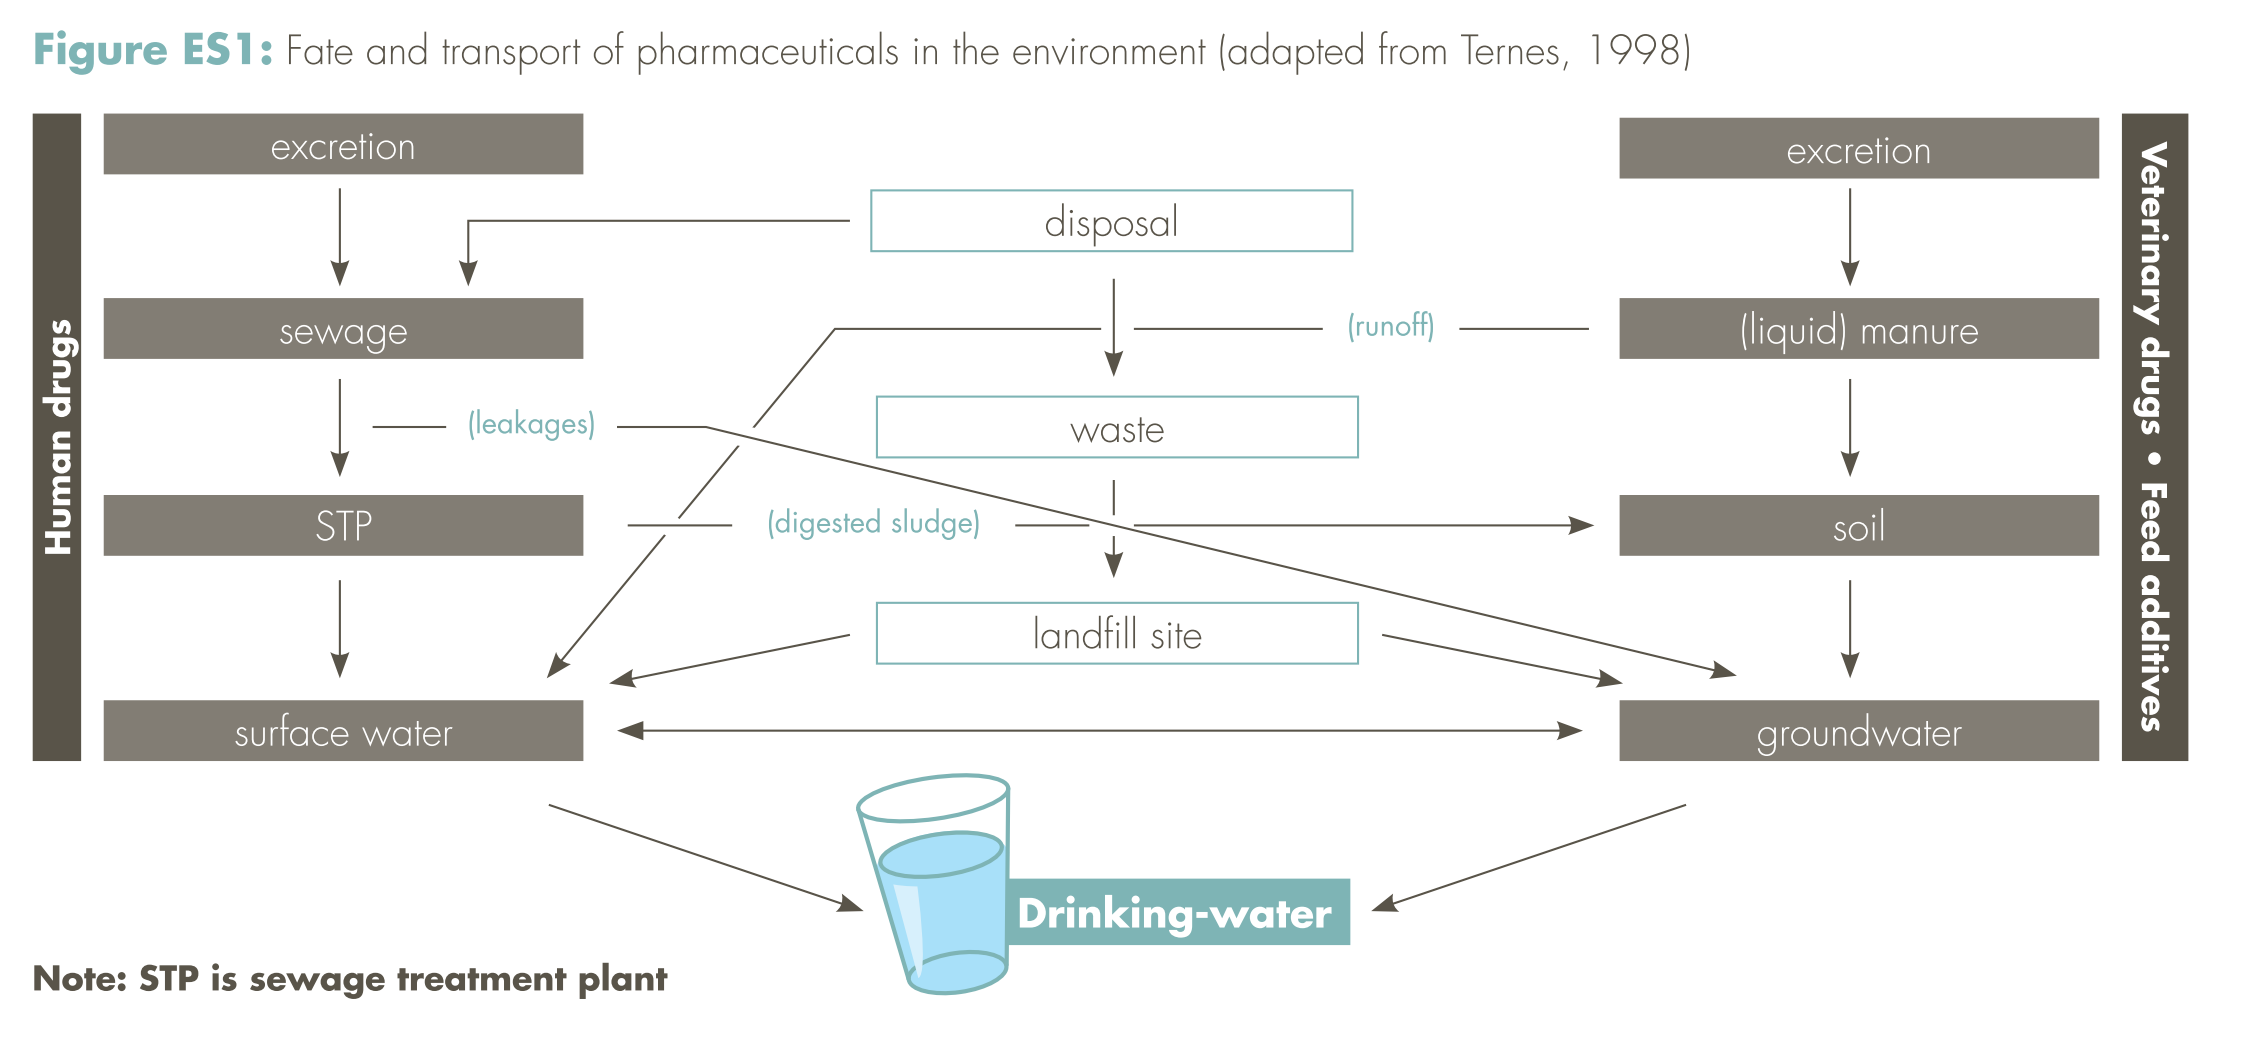 Figure ES1: Fate and transport of pharmaceuticals in the environment (adapted from Ternes, 1998)
Human drugs
excretion
sewage
(leakages)
STP
(digested sludge)
surface water
disposal
(runoff)
waste
landfill site
excretion
(liquid) manure
soil
groundwater
Veterinary drugs • Feed additives
Drinking-water
Note: STP is sewage treatment plant